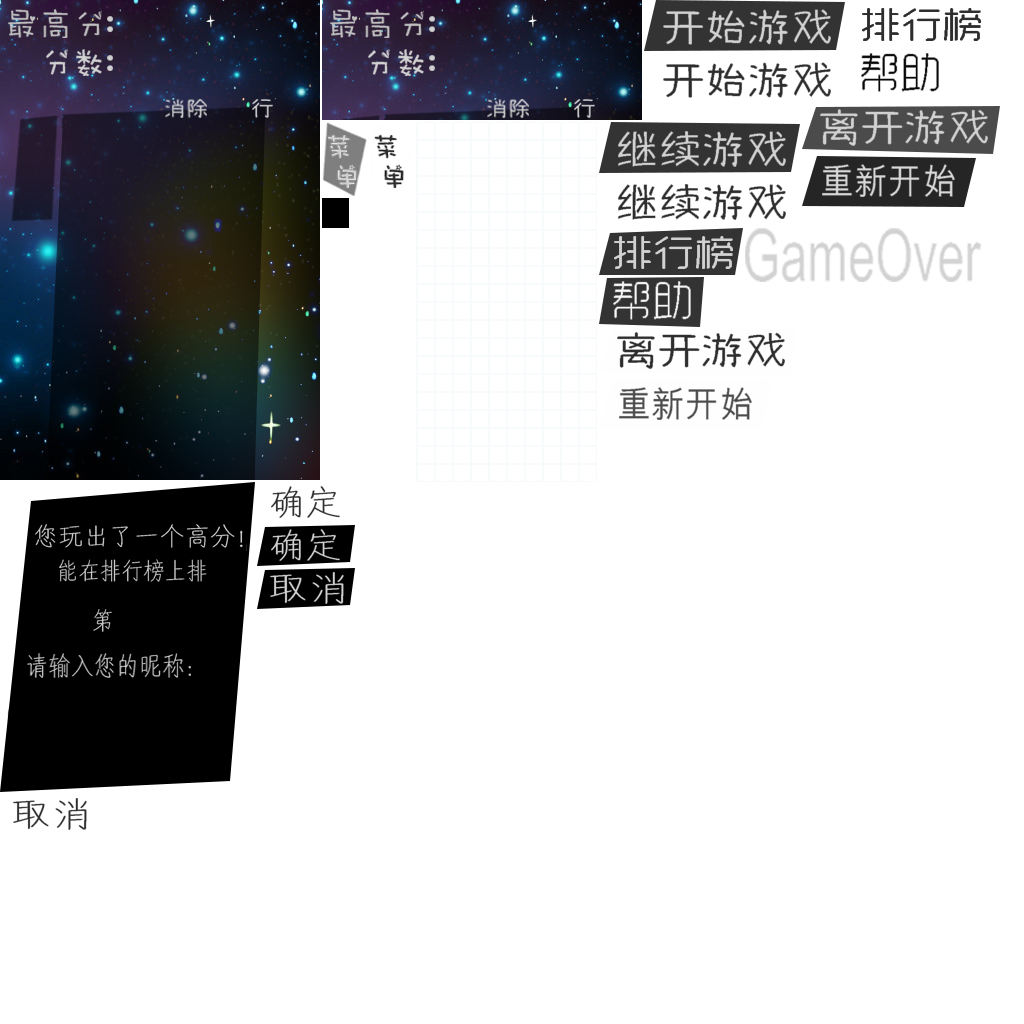 最高分:
分数:
消除 行
最高分:
分数:
消除 行
开始游戏
开始游戏
排行榜
帮助
菜单
菜单
继续游戏
继续游戏
离开游戏
重新开始
排行榜
GameOver
帮助
离开游戏
重新开始
您玩出了一个高分!
能在排行榜上排
第
请输入您的昵称:
确定
确定
取消
取消